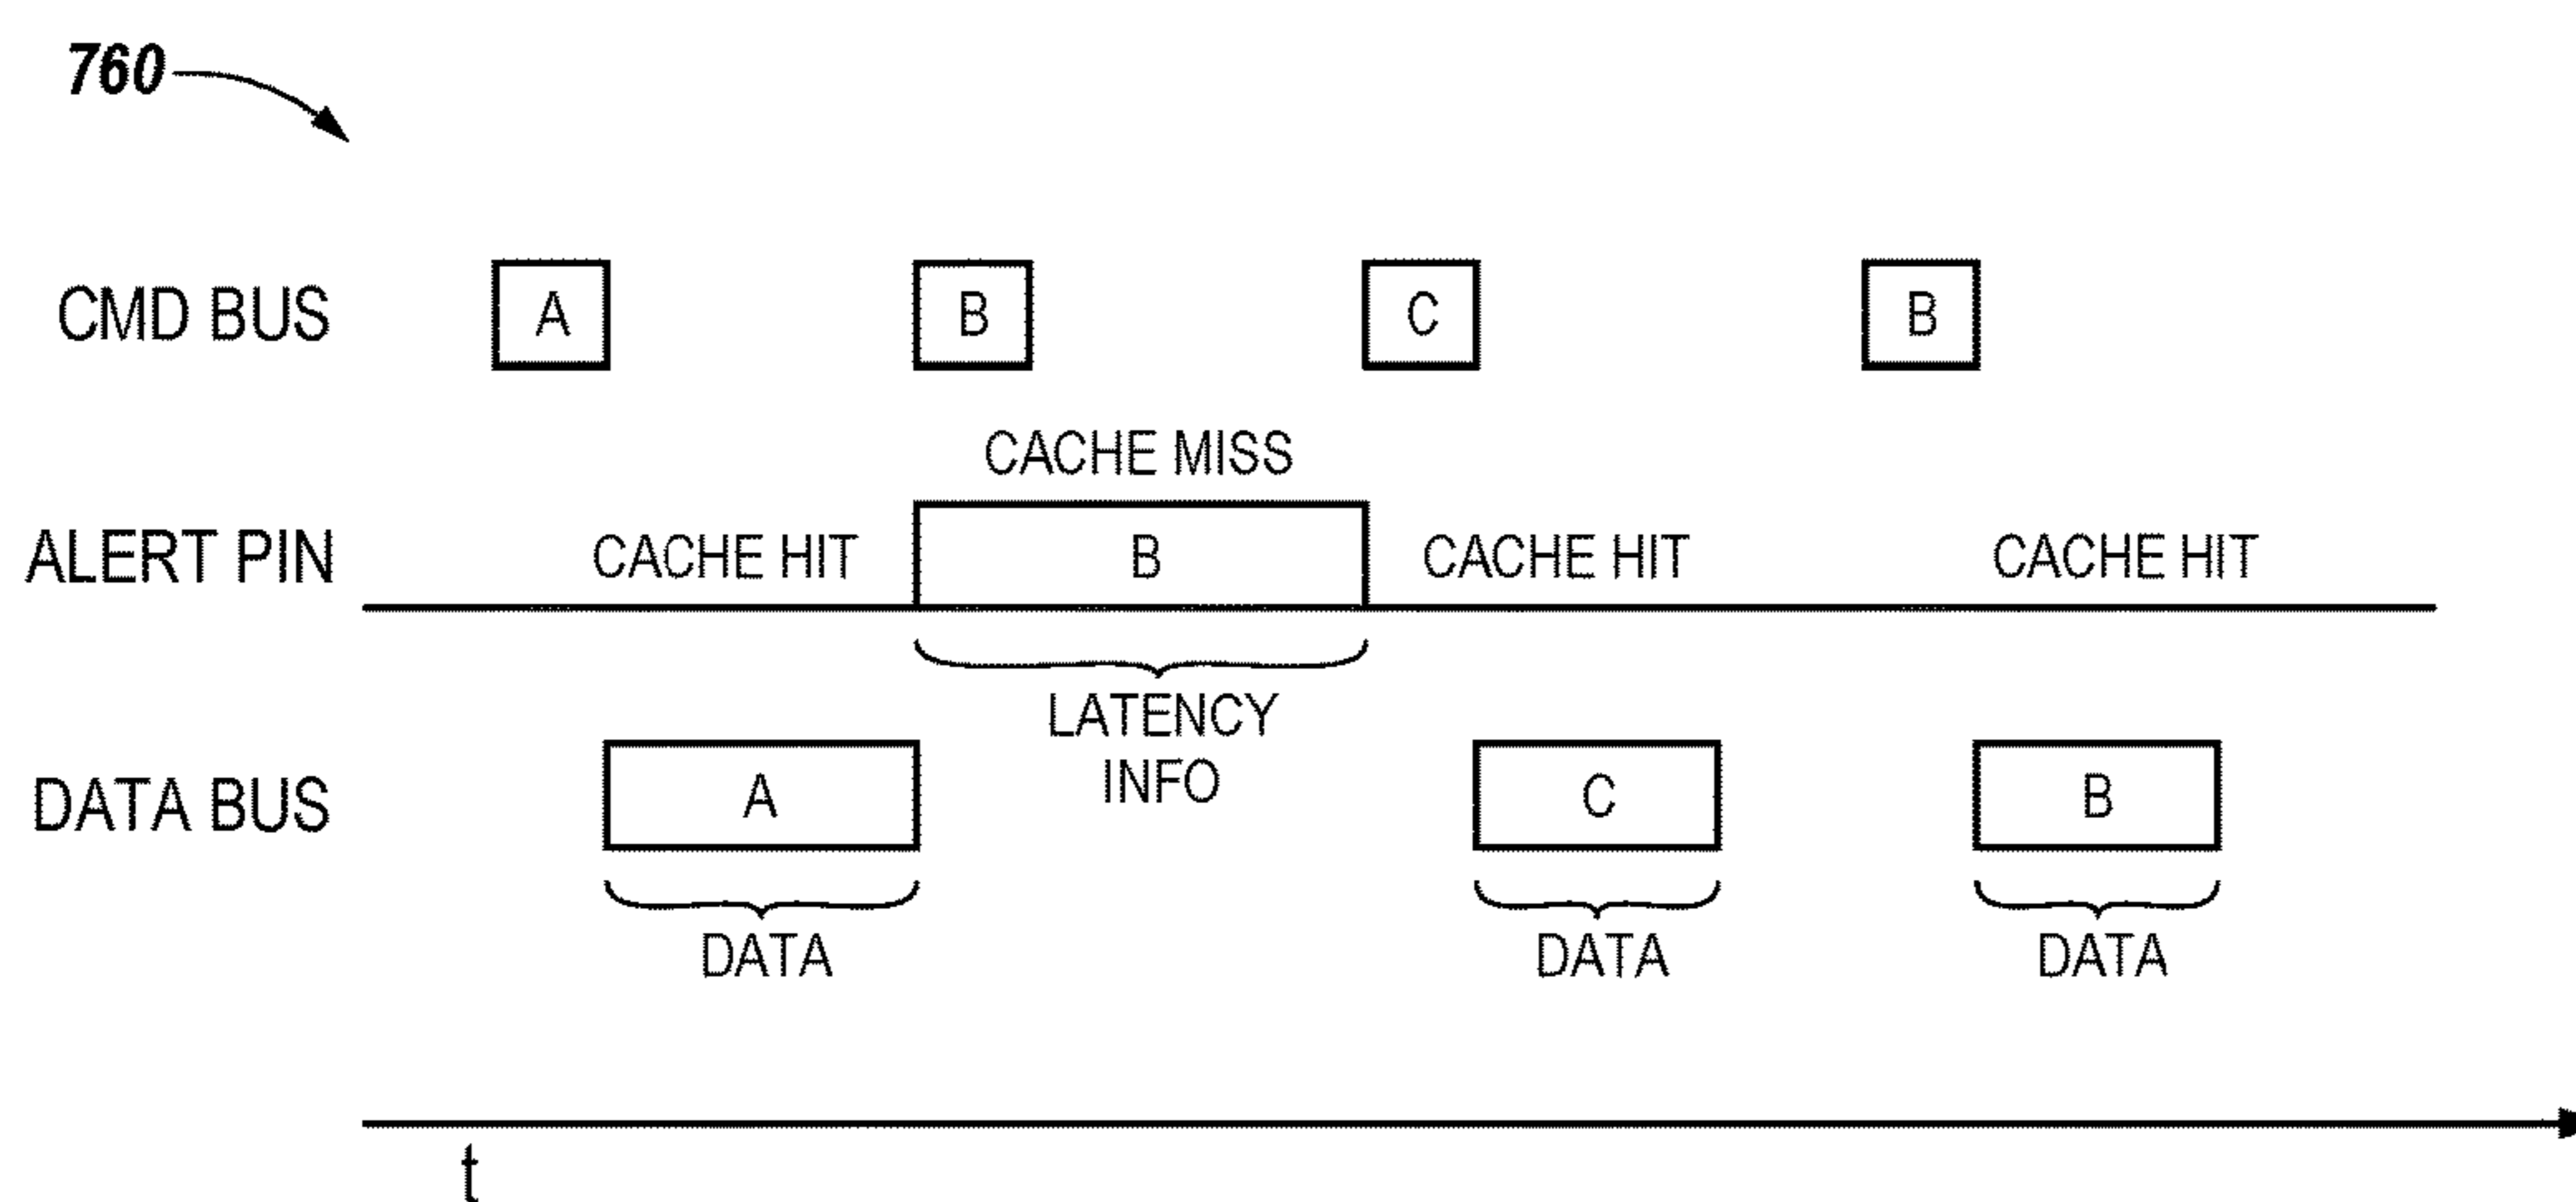 760
CMD BUS A B C B
CACHE MISS
ALERT PIN CACHE HIT B CACHE HIT CACHE HIT
LATENCY
INFO
DATA BUS A C B
DATA DATA DATA
t